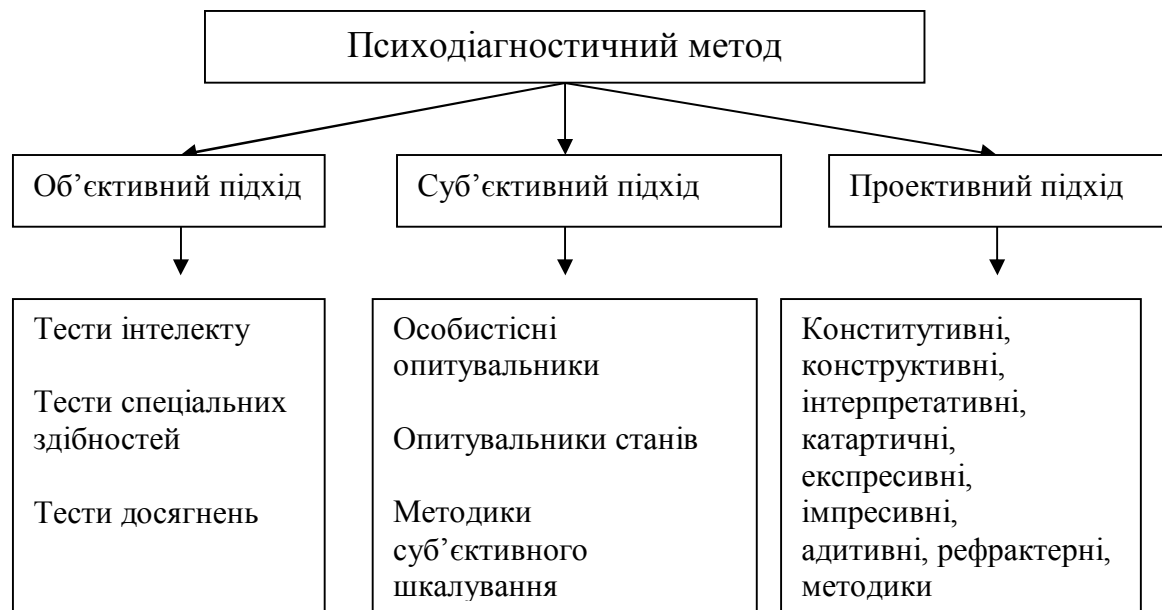 Психодіагностичний метод
Об’єктивний підхід
Суб’єктивний підхід
Проективний підхід
Тести інтелекту
Тести спеціальних
здібностей
Тести досягнень
Особистісні
опитувальники
Опитувальники станів
Методики
суб’єктивного
шкалування
Конститутивні,
конструктивні,
інтерпретативні,
катартичні,
експресивні,
імпресивні,
адитивні, рефрактерні,
методики